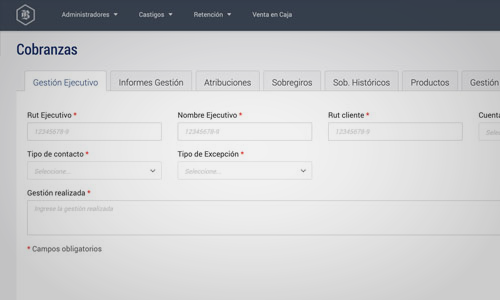 Administradores Castigos Retención Venta en Caja
Cobranzas
Gestión Ejecutivo Informes Gestión Atribuciones Sobregiros Sob. Históricos Productos Gestión
Rut Ejecutivo * Nombre Ejecutivo * Rut cliente * Cuenta
12345678-9 12345678-9 12345678-9 Sele
Tipo de contacto * Tipo de Excepción *
Seleccione... Seleccione...
Gestión realizada *
Ingrese la gestión realizada
* Campos obligatorios